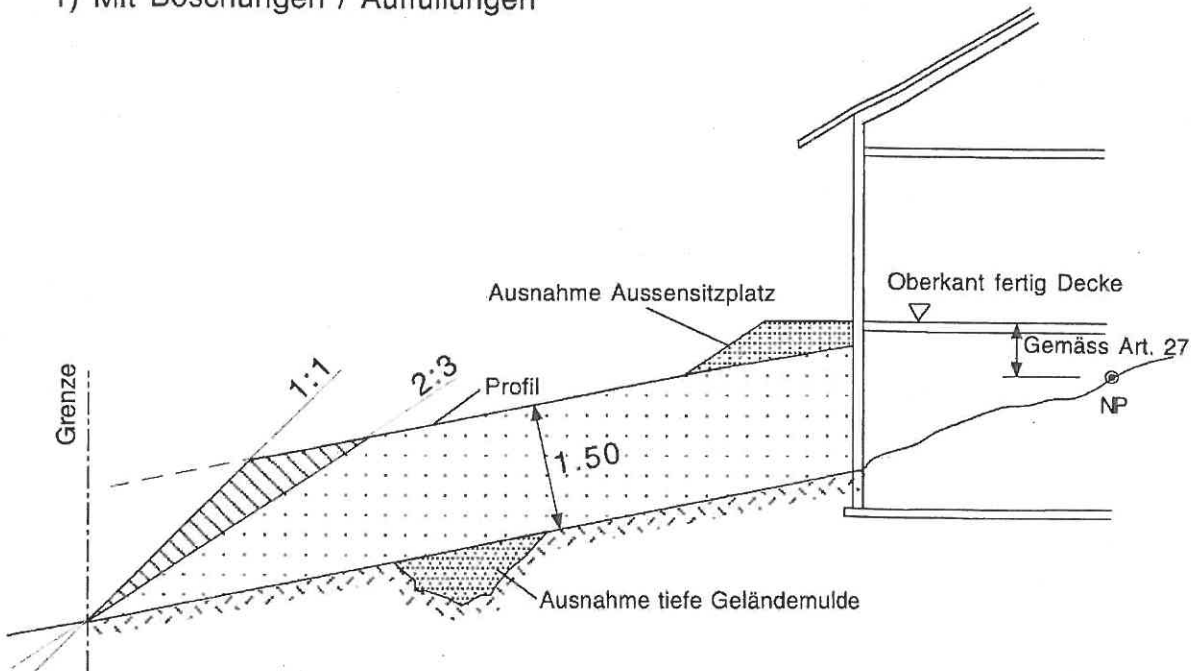 1) Mit Böschungen / Auffüllungen
Ausnahme Aussensitzplatz
Oberkant fertig Decke
Gemäss Art. 27
NP
Grenze
1:1
2:3
Profil
1.50
Ausnahme tiefe Geländemulde